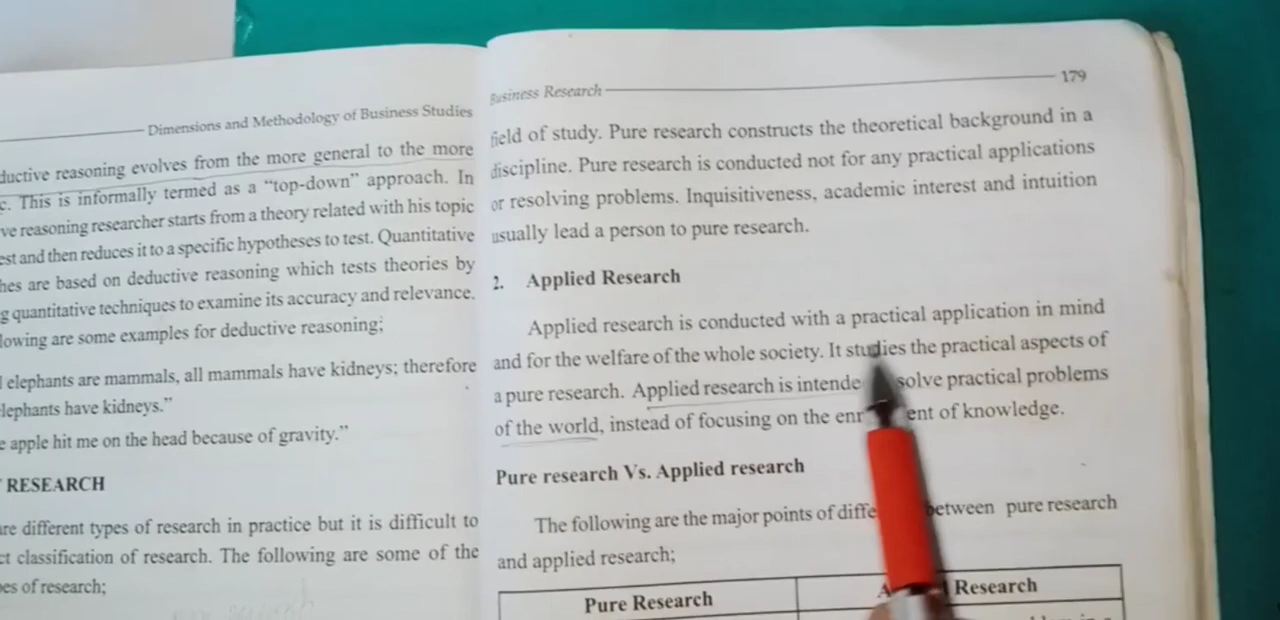 Dimensions and Methodology of Business Studies
ductive reasoning evolves from the more general to the more
c. This is informally termed as a “top-down” approach. In
ve reasoning researcher starts from a theory related with his topic
est and then reduces it to a specific hypotheses to test. Quantitative
hes are based on deductive reasoning which tests theories by
g quantitative techniques to examine its accuracy and relevance.
lowing are some examples for deductive reasoning;
l elephants are mammals, all mammals have kidneys; therefore
lephants have kidneys.”
e apple hit me on the head because of gravity.”
RESEARCH
are different types of research in practice but it is difficult to
ct classification of research. The following are some of the
pes of research;
Business Research 179
field of study. Pure research constructs the theoretical background in a
discipline. Pure research is conducted not for any practical applications
or resolving problems. Inquisitiveness, academic interest and intuition
usually lead a person to pure research.
2. Applied Research
Applied research is conducted with a practical application in mind
and for the welfare of the whole society. It studies the practical aspects of
a pure research. Applied research is intende solve practical problems
of the world, instead of focusing on the enr ent of knowledge.
Pure research Vs. Applied research
The following are the major points of diffe between pure research
and applied research;
Pure Research
A Research